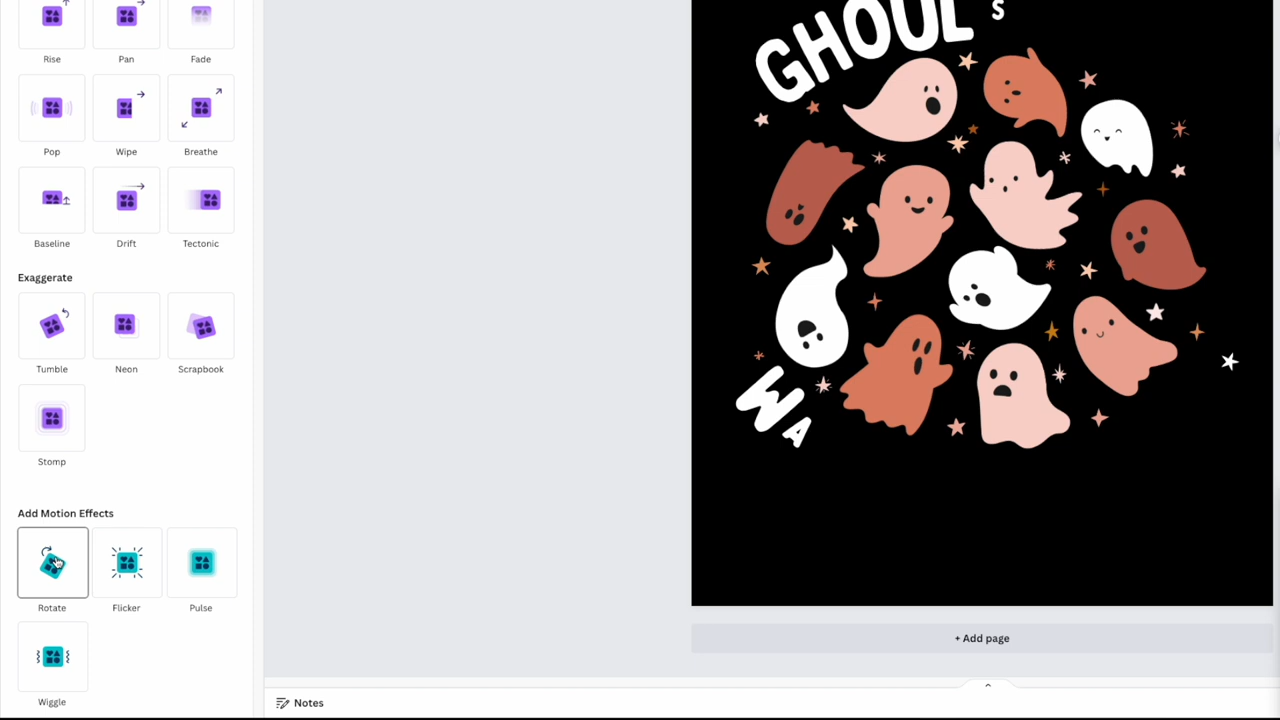 Rise
Pan
Fade
Pop
Wipe
Breathe
Baseline
Drift
Tectonic
Exaggerate
Tumble
Neon
Scrapbook
Stomp
Add Motion Effects
Rotate
Flicker
Pulse
Wiggle
GHOUL S
WA
+ Add page
Notes